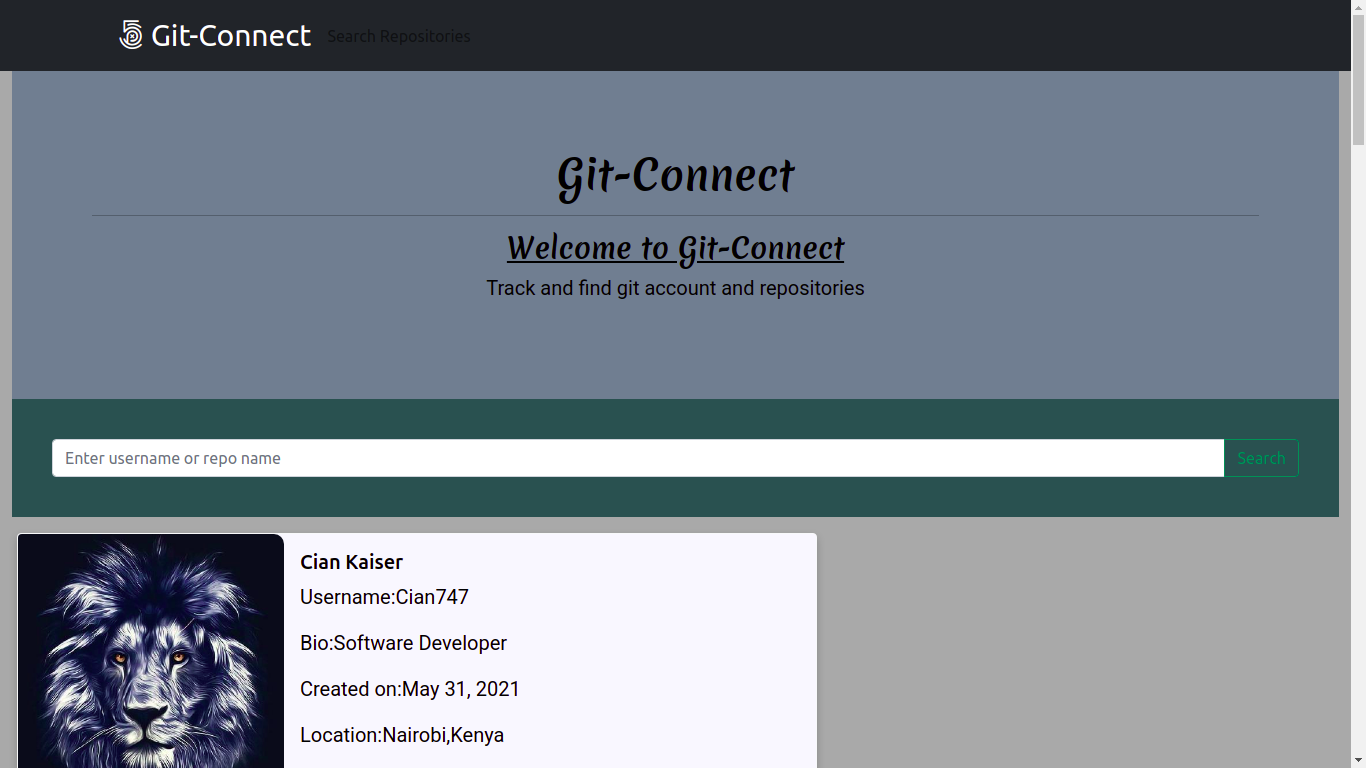 Git-Connect Search Repositories
Git-Connect
Welcome to Git-Connect
Track and find git account and repositories
Enter username or repo name Search
Cian Kaiser
Username:Cian747
Bio:Software Developer
Created on:May 31, 2021
Location:Nairobi,Kenya